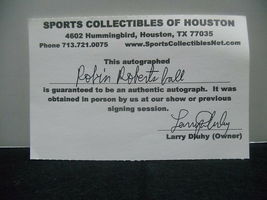 SPORTS COLLECTIBLES OF HOUSTON
4602 Hummingbird, Houston, TX 77035
Phone 713.721.0075 www.SportsCollectiblesNet.com
This autographed
Robin Roberts ball
is guaranteed to be an authentic autograph. It was
obtained in person by us at our show or previous
signing session.
Larry Dluhy
Larry Dluhy (Owner)